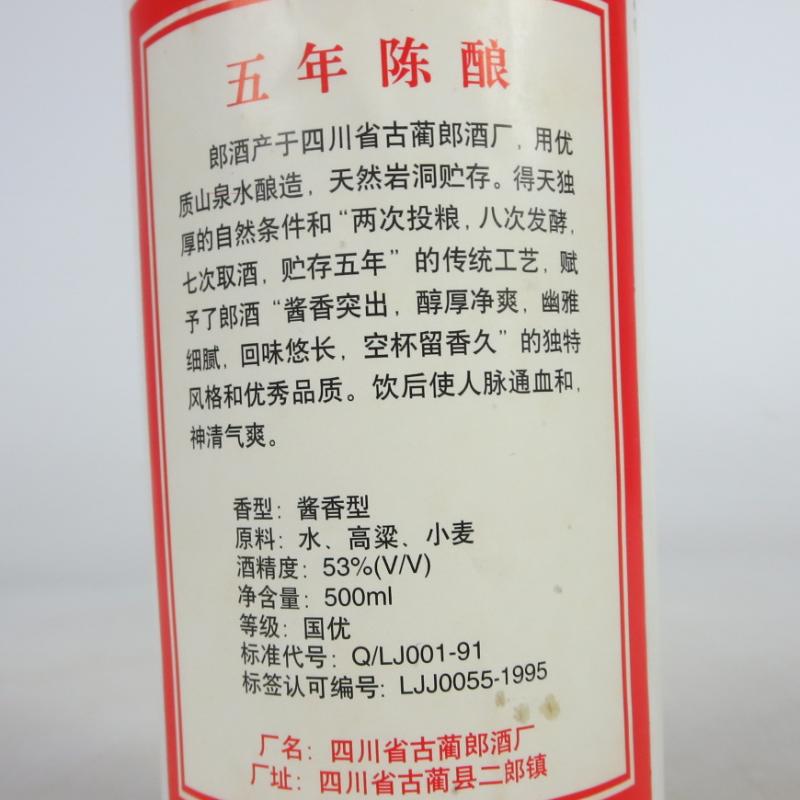 五年陈酿
郎酒产于四川省古蔺郎酒厂，用优
质山泉水酿造，天然岩洞贮存。得天独
厚的自然条件和“两次投粮，八次发酵，
七次取酒，贮存五年”的传统工艺，赋
予了郎酒“酱香突出，醇厚净爽，幽雅
细腻，回味悠长，空杯留香久”的独特
风格和优秀品质。饮后使人脉通血和，
神清气爽。
香型：酱香型
原料：水、高粱、小麦
酒精度：53%(V/V)
净含量：500ml
等级：国优
标准代号：Q/LJ001-91
标签认可编号：LJJ0055-1995
厂名：四川省古蔺郎酒厂
厂址：四川省古蔺县二郎镇